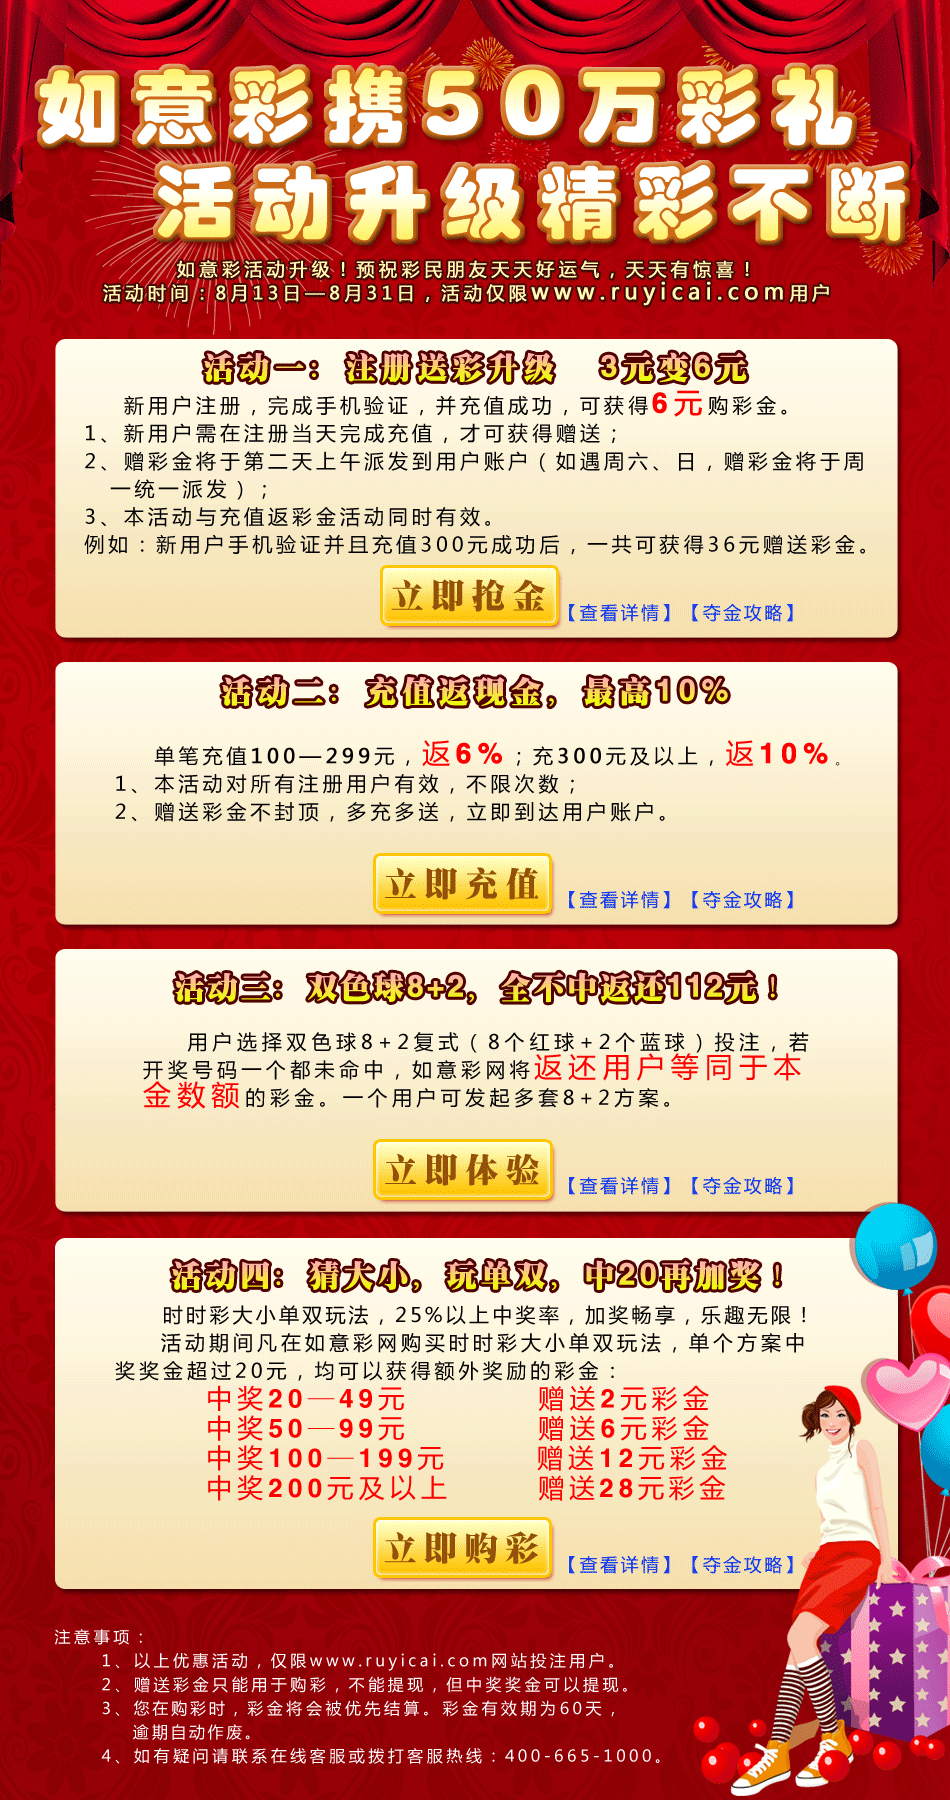 如意彩携50万彩礼
活动升级精彩不断
如意彩活动升级！预祝彩民朋友天天好运气，天天有惊喜！
活动时间：8月13日—8月31日，活动仅限www.ruyicai.com用户
活动一：注册送彩升级　3元变6元
新用户注册，完成手机验证，并充值成功，可获得6元购彩金。
1、新用户需在注册当天完成充值，才可获得赠送；
2、赠彩金将于第二天上午派发到用户账户（如遇周六、日，赠彩金将于周
一统一派发）；
3、本活动与充值返彩金活动同时有效。
例如：新用户手机验证并且充值300元成功后，一共可获得36元赠送彩金。
立即抢金 【查看详情】【夺金攻略】
活动二：充值返现金，最高10%
单笔充值100—299元，返6%；充300元及以上，返10%。
1、本活动对所有注册用户有效，不限次数；
2、赠送彩金不封顶，多充多送，立即到达用户账户。
立即充值 【查看详情】【夺金攻略】
活动三：双色球8+2，全不中返还112元！
用户选择双色球8+2复式（8个红球+2个蓝球）投注，若
开奖号码一个都未命中，如意彩网将返还用户等同于本
金数额的彩金。一个用户可发起多套8+2方案。
立即体验 【查看详情】【夺金攻略】
活动四：猜大小，玩单双，中20再加奖！
时时彩大小单双玩法，25%以上中奖率，加奖畅享，乐趣无限！
活动期间凡在如意彩网购买时时彩大小单双玩法，单个方案中
奖奖金超过20元，均可以获得额外奖励的彩金：
中奖20—49元 赠送2元彩金
中奖50—99元 赠送6元彩金
中奖100—199元 赠送12元彩金
中奖200元及以上 赠送28元彩金
立即购彩 【查看详情】【夺金攻略】
注意事项：
1、以上优惠活动，仅限www.ruyicai.com网站投注用户。
2、赠送彩金只能用于购彩，不能提现，但中奖奖金可以提现。
3、您在购彩时，彩金将会被优先结算。彩金有效期为60天，
逾期自动作废。
4、如有疑问请联系在线客服或拨打客服热线：400-665-1000。